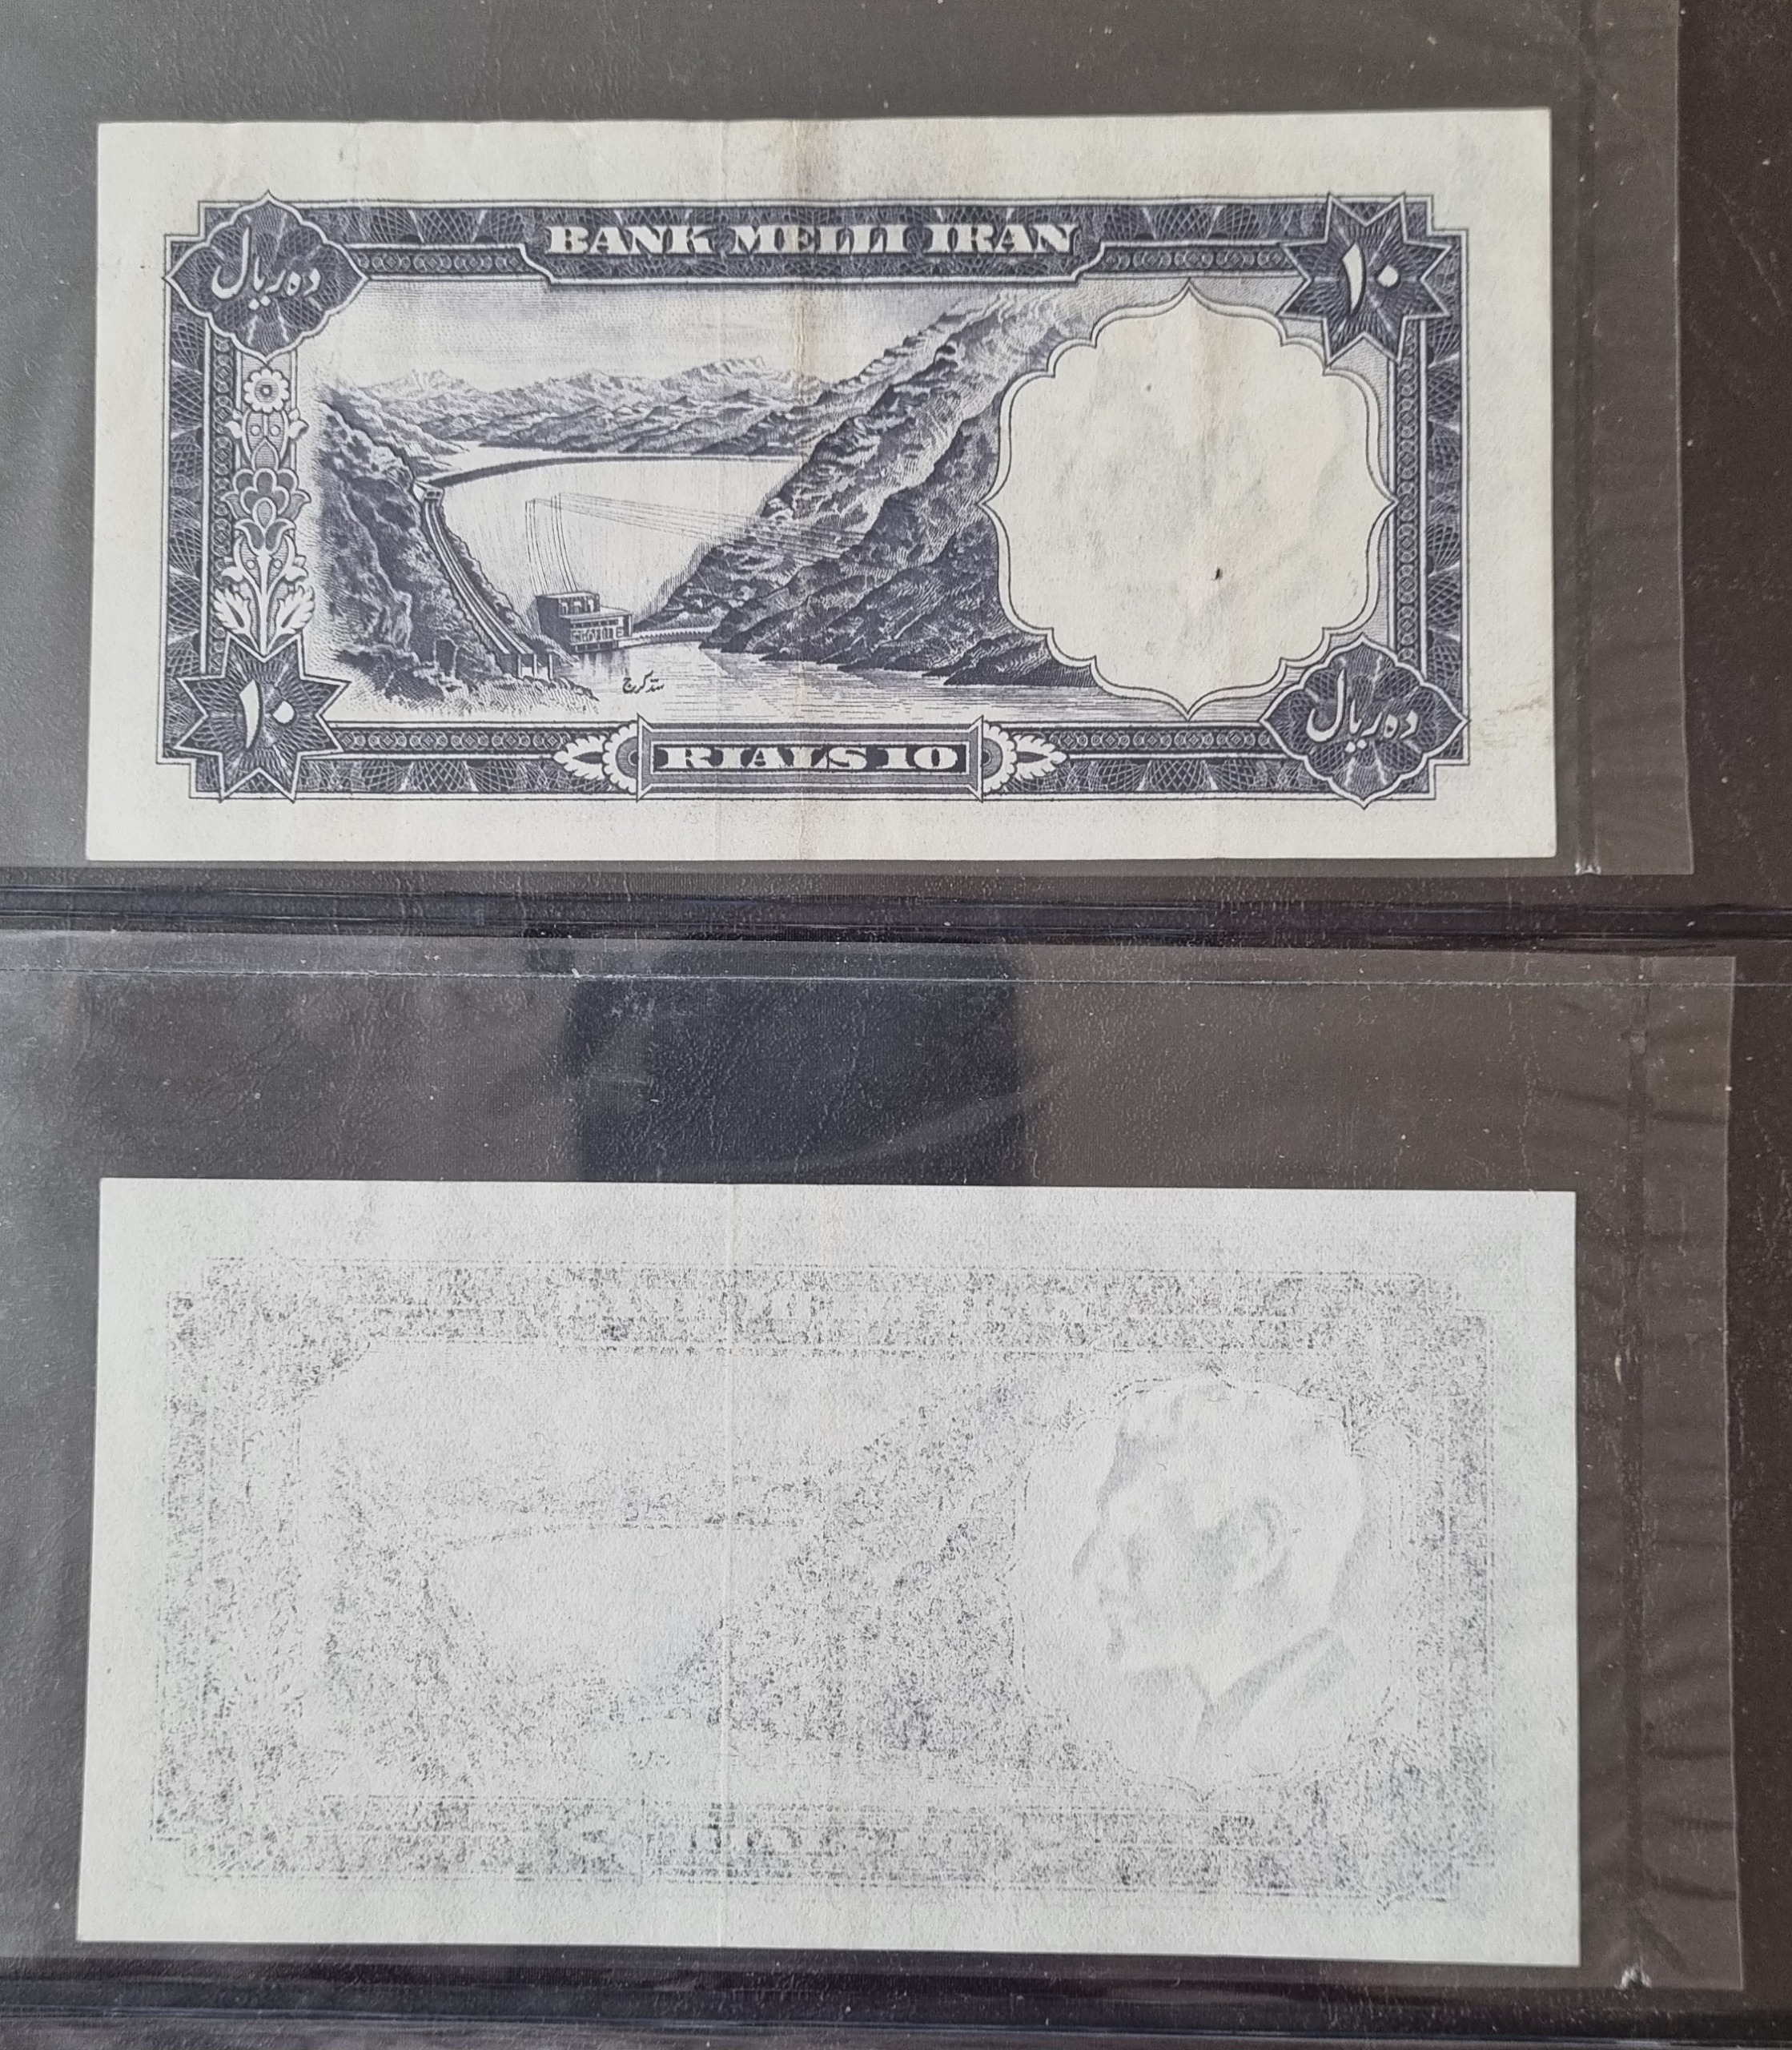 BANK MELLI IRAN
ده ریال
۱۰
سد کرج
۱۰
RIALS 10
ده ریال